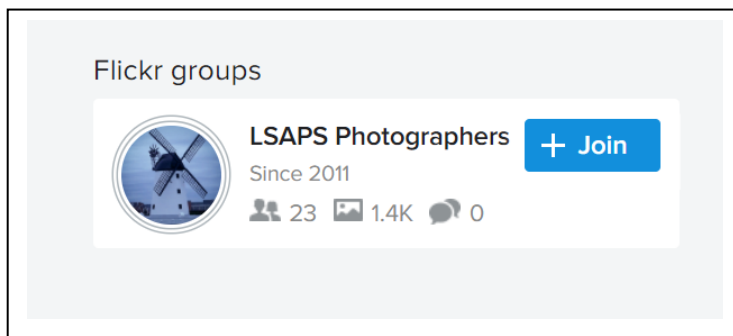 Flickr groups
LSAPS Photographers
+ Join
Since 2011
23 1.4K 0